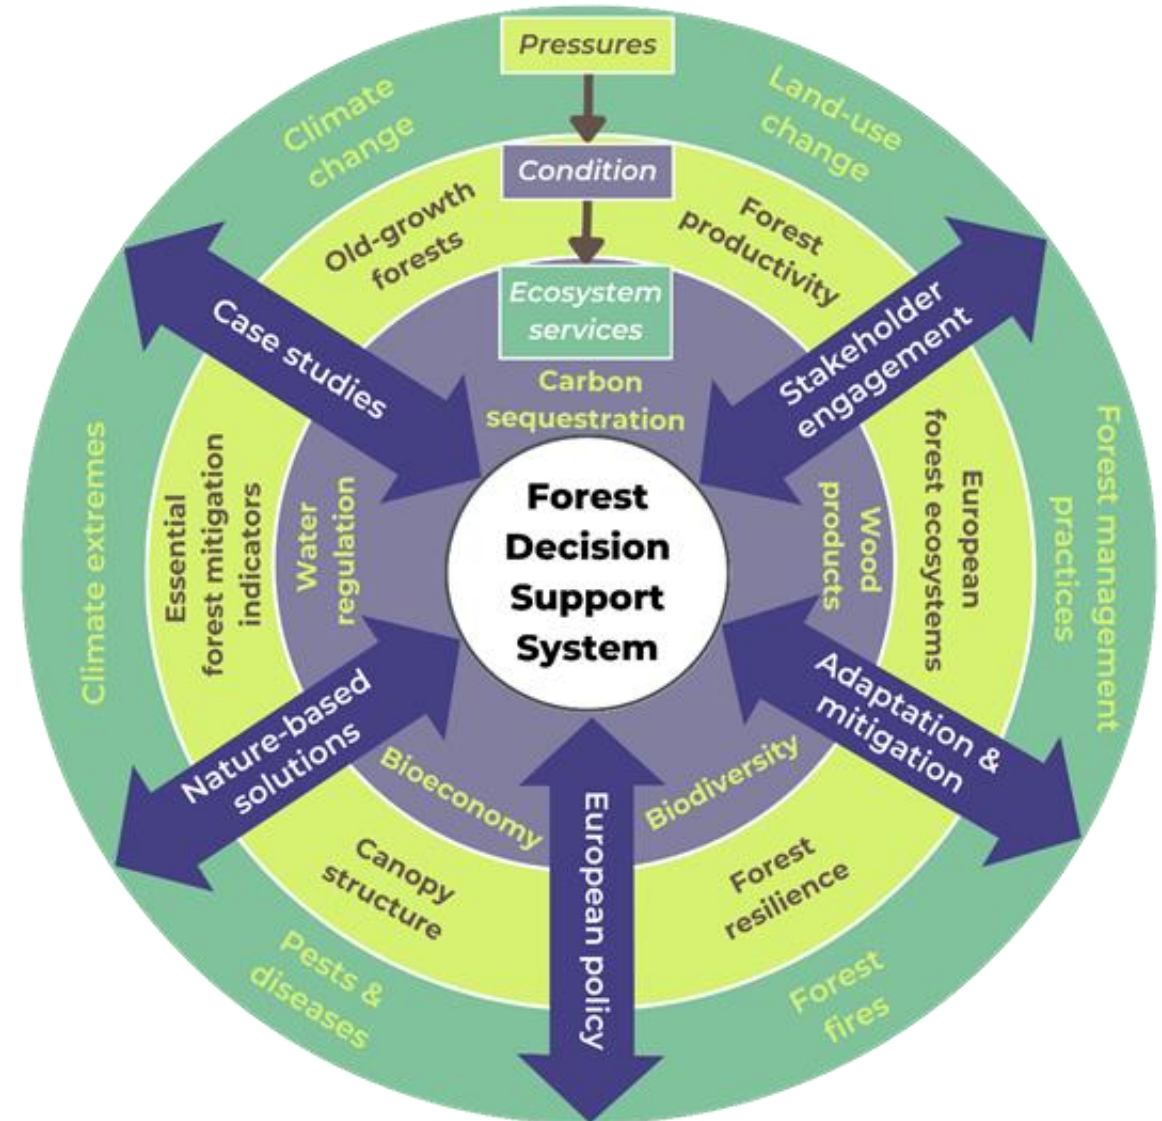 Pressures
Climate
change
Land-use
change
Condition
Old-growth
forests
Forest
productivity
Ecosystem
services
Case studies
Stakeholder
engagement
Carbon
sequestration
Climate extremes
Essential
forest mitigation
indicators
Water
regulation
Forest
Decision
Support
System
Wood
products
European
forest ecosystems
Forest management
practices
Nature-based
solutions
Adaptation &
mitigation
Bioeconomy
European policy
Biodiversity
Canopy
structure
Forest
resilience
Pests &
diseases
Forest
fires